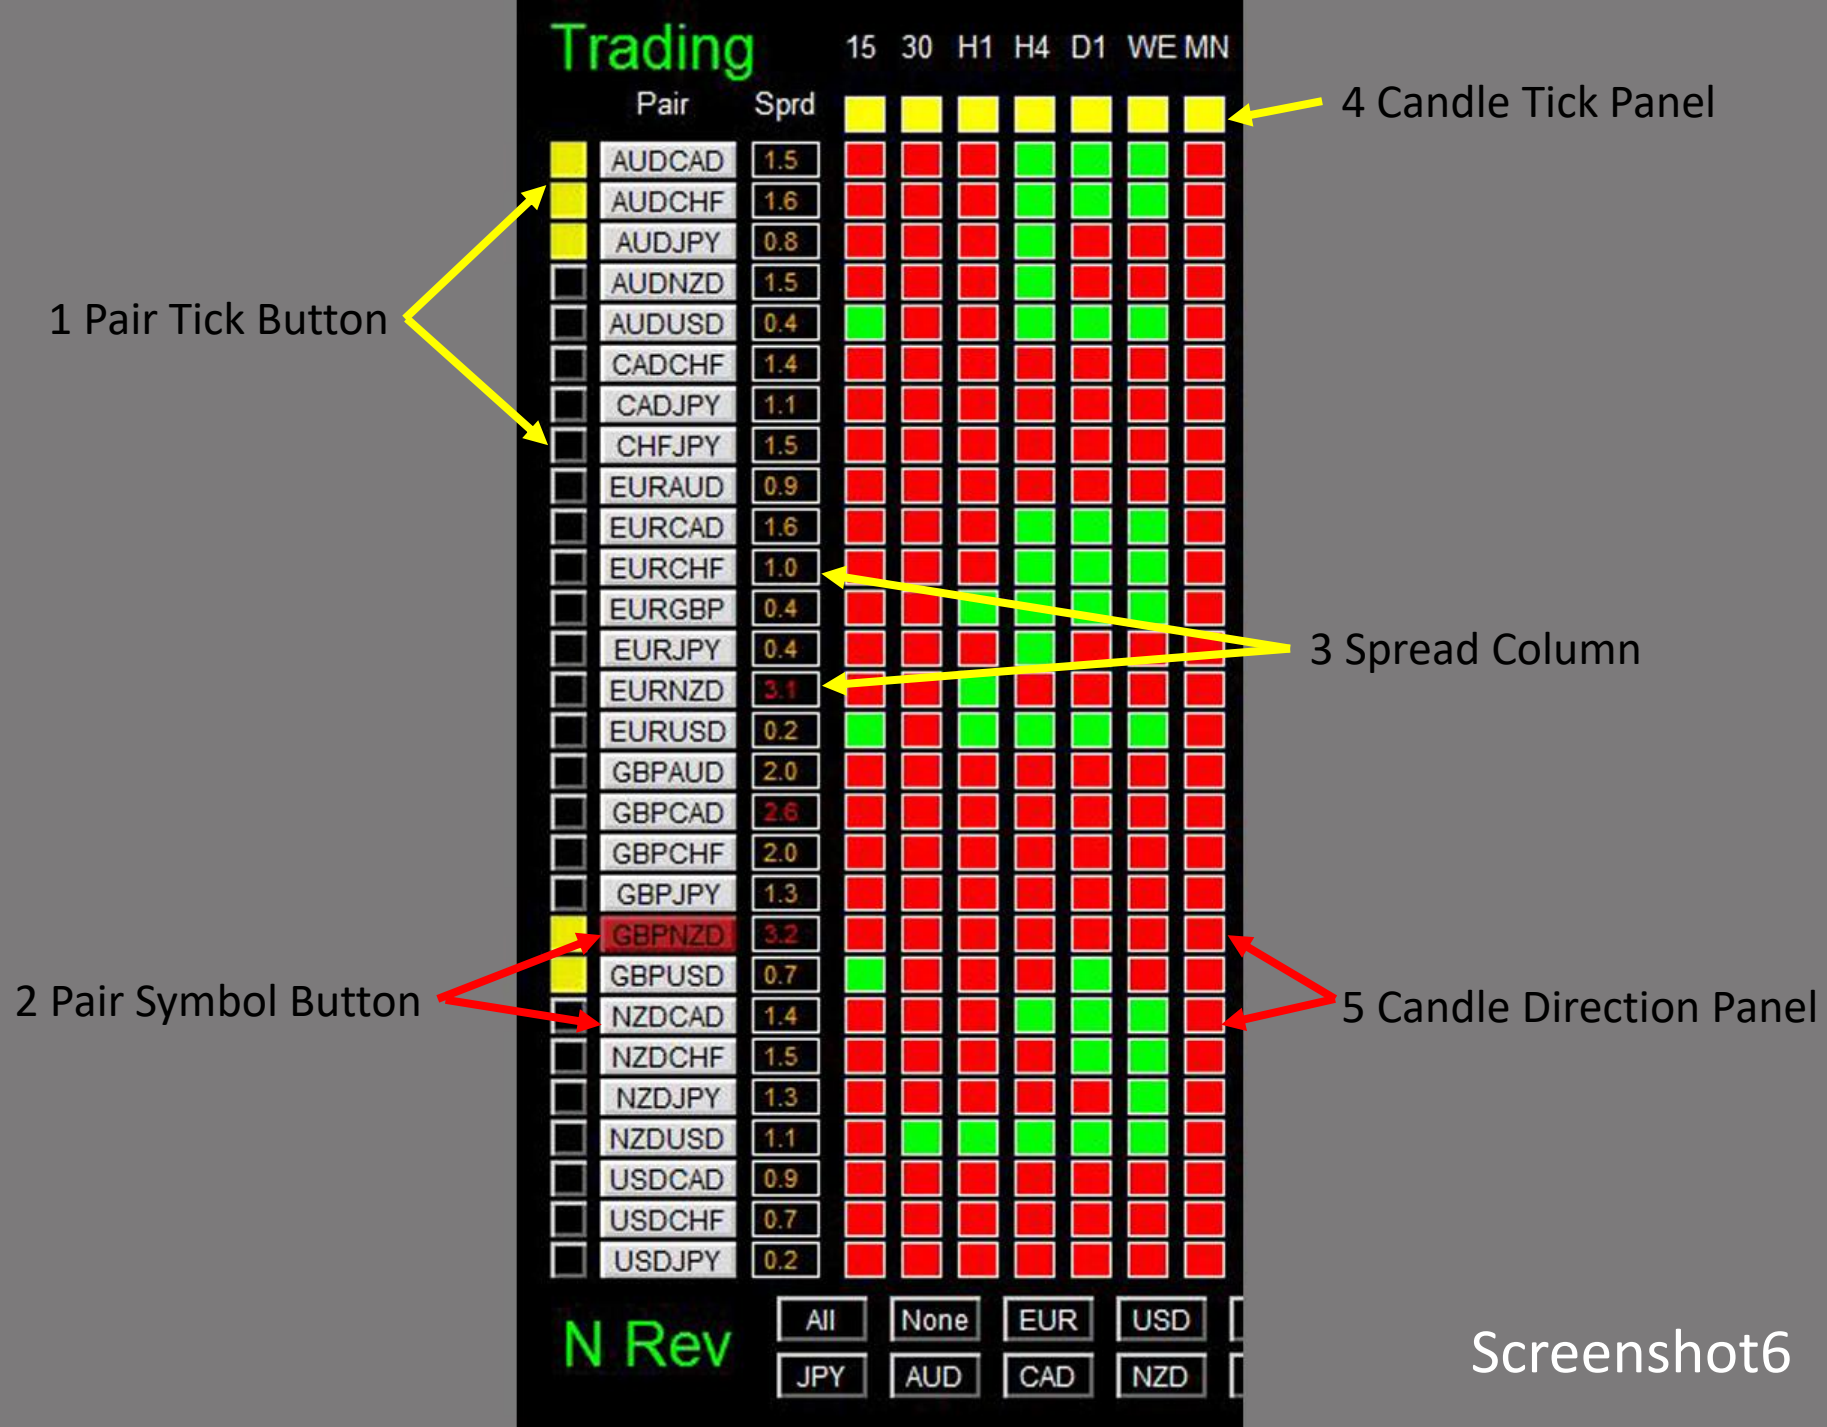 Trading 15 30 H1 H4 D1 WE MN
Pair Sprd
4 Candle Tick Panel
AUDCAD 1.5
AUDCHF 1.6
AUDJPY 0.8
AUDNZD 1.5
1 Pair Tick Button
AUDUSD 0.4
CADCHF 1.4
CADJPY 1.1
CHFJPY 1.5
EURAUD 0.9
EURCAD 1.6
EURCHF 1.0
EURGBP 0.4
EURJPY 0.4
3 Spread Column
EURNZD 3.1
EURUSD 0.2
GBPAUD 2.0
GBPCAD 2.6
GBPCHF 2.0
GBPJPY 1.3
GBPNZD 3.2
GBPUSD 0.7
2 Pair Symbol Button
NZDCAD 1.4
5 Candle Direction Panel
NZDCHF 1.5
NZDJPY 1.3
NZDUSD 1.1
USDCAD 0.9
USDCHF 0.7
USDJPY 0.2
N Rev
All None EUR USD
JPY AUD CAD NZD
Screenshot6